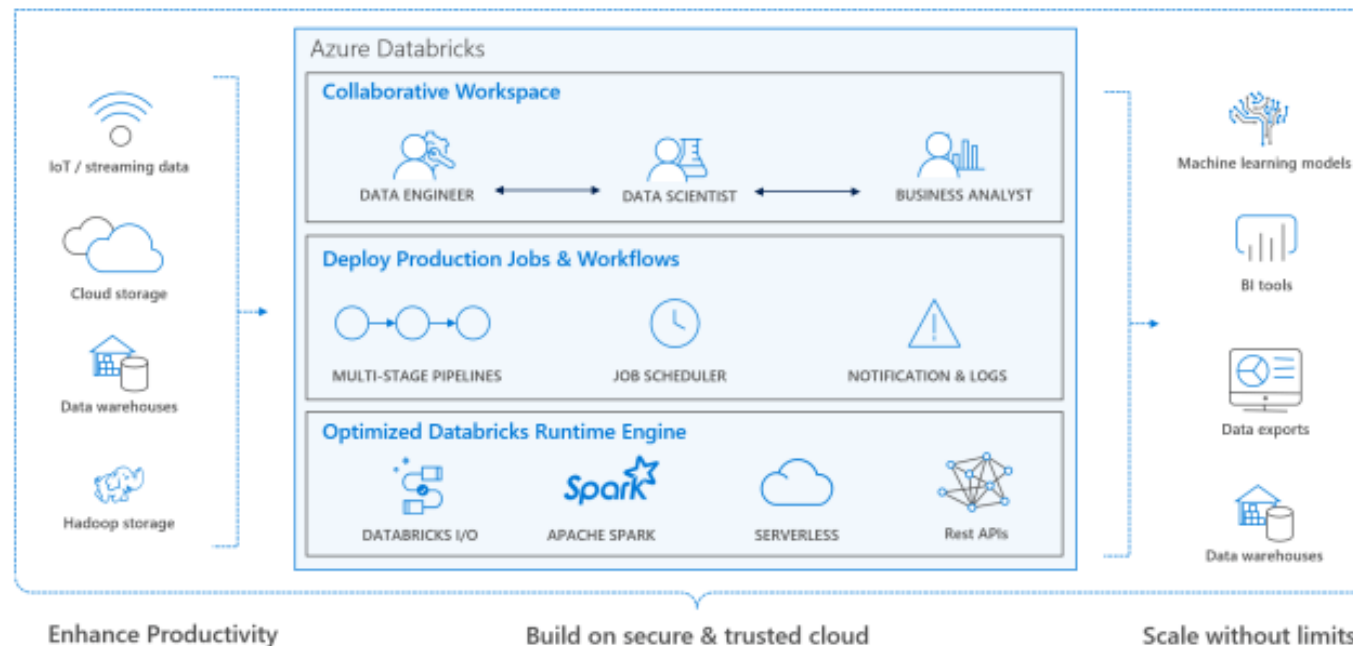 Azure Databricks
Collaborative Workspace
DATA ENGINEER
DATA SCIENTIST
BUSINESS ANALYST
Deploy Production Jobs & Workflows
MULTI-STAGE PIPELINES
JOB SCHEDULER
NOTIFICATION & LOGS
Optimized Databricks Runtime Engine
Spark
DATABRICKS I/O
APACHE SPARK
SERVERLESS
Rest APIs
IoT / streaming data
Cloud storage
Data warehouses
Hadoop storage
Machine learning models
BI tools
Data exports
Data warehouses
Enhance Productivity
Build on secure & trusted cloud
Scale without limits